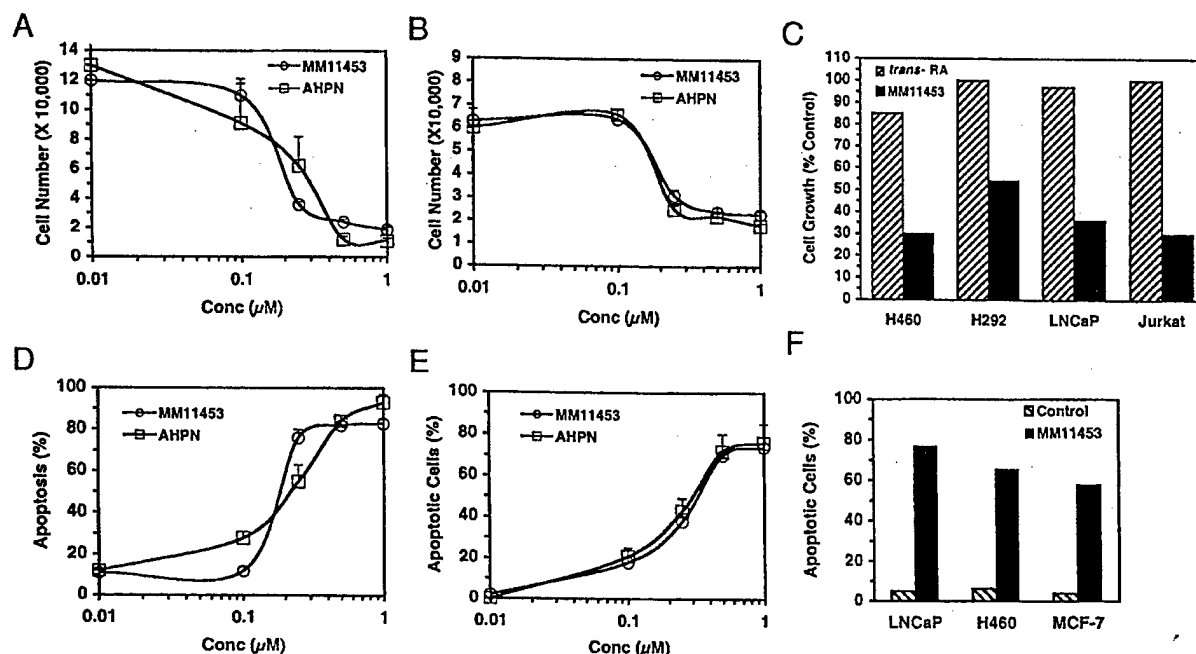 A
14
12
10
8
6
4
2
0
Cell Number (X 10,000)
MM11453
AHPN
0.01
0.1
1
Conc (µM)
B
9
8
7
6
5
4
3
2
1
0
Cell Number (X10,000)
MM11453
AHPN
0.01
0.1
1
Conc (µM)
C
110
100
90
80
70
60
50
40
30
20
10
0
Cell Growth (% Control)
trans- RA
MM11453
H460
H292
LNCaP
Jurkat
D
100
80
60
40
20
0
Apoptosis (%)
MM11453
AHPN
0.01
0.1
1
Conc (µM)
E
100
80
60
40
20
0
Apoptotic Cells (%)
MM11453
AHPN
0.01
0.1
1
Conc (µM)
F
100
80
60
40
20
0
Apoptotic Cells (%)
Control
MM11453
LNCaP
H460
MCF-7